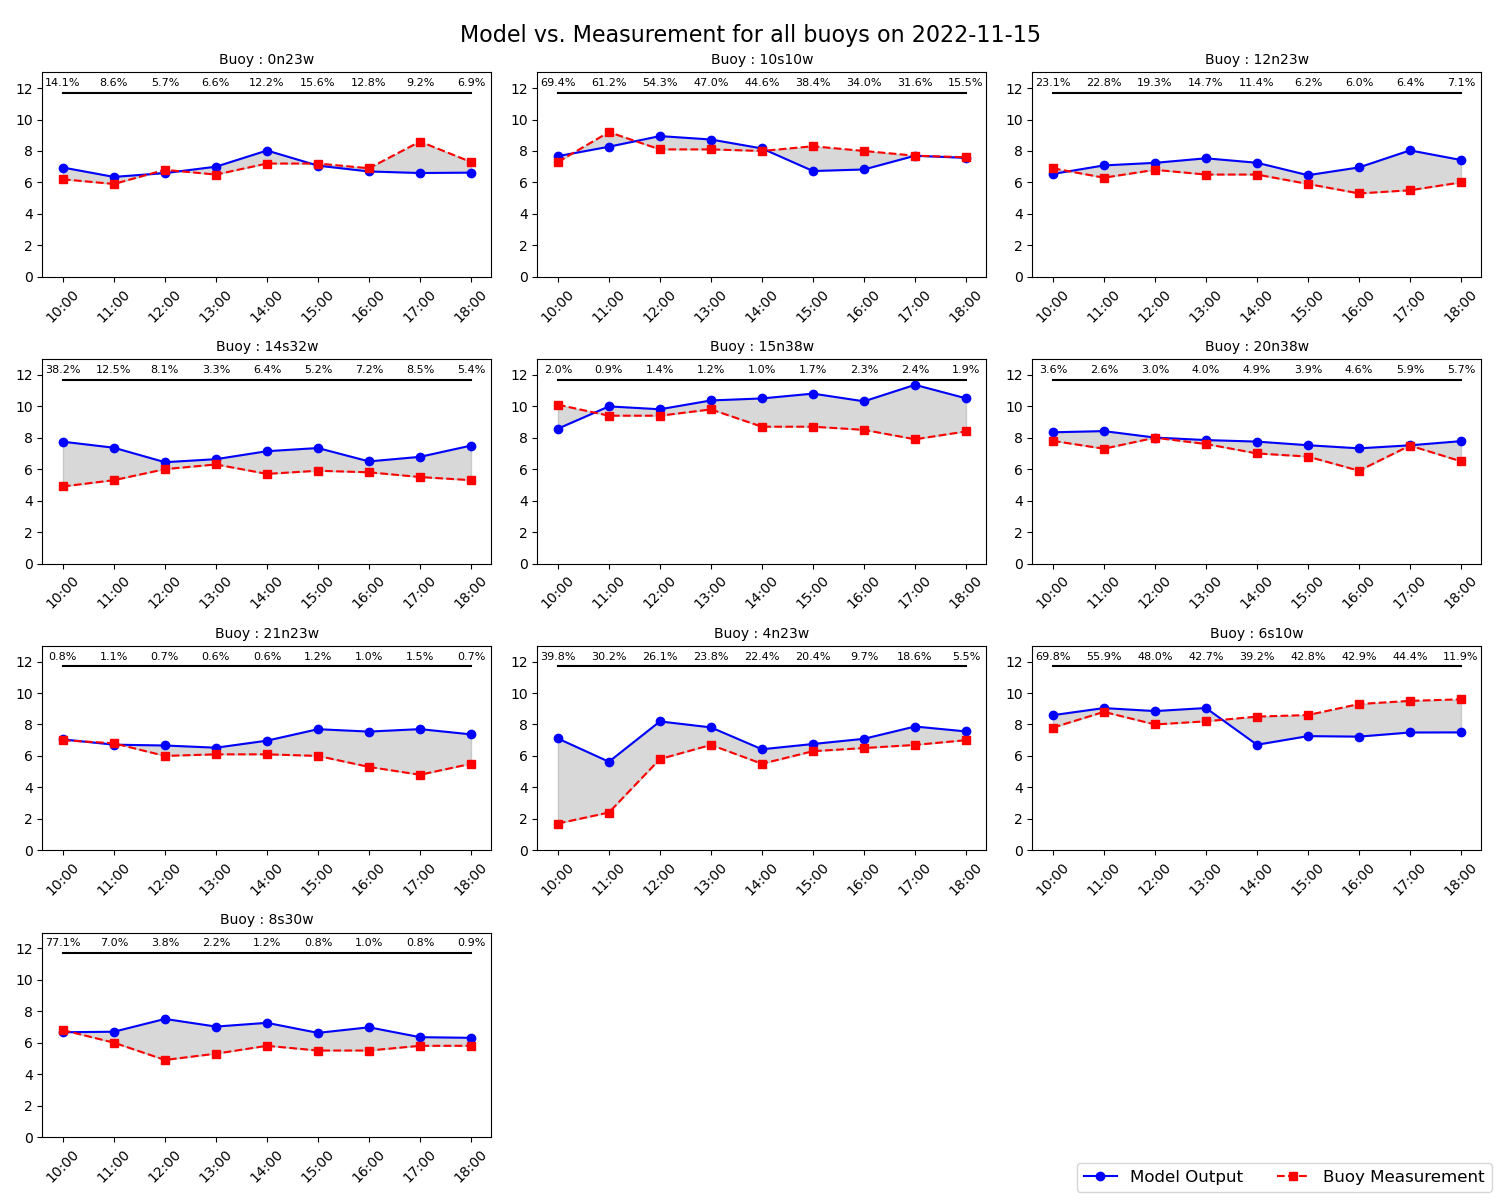 Model vs. Measurement for all buoys on 2022-11-15
Buoy : 0n23w
14.1% 8.6% 5.7% 6.6% 12.2% 15.6% 12.8% 9.2% 6.9%
12
10
8
6
4
2
0
10:00 11:00 12:00 13:00 14:00 15:00 16:00 17:00 18:00
Buoy : 10s10w
69.4% 61.2% 54.3% 47.0% 44.6% 38.4% 34.0% 31.6% 15.5%
12
10
8
6
4
2
0
10:00 11:00 12:00 13:00 14:00 15:00 16:00 17:00 18:00
Buoy : 12n23w
23.1% 22.8% 19.3% 14.7% 11.4% 6.2% 6.0% 6.4% 7.1%
12
10
8
6
4
2
0
10:00 11:00 12:00 13:00 14:00 15:00 16:00 17:00 18:00
Buoy : 14s32w
38.2% 12.5% 8.1% 3.3% 6.4% 5.2% 7.2% 8.5% 5.4%
12
10
8
6
4
2
0
10:00 11:00 12:00 13:00 14:00 15:00 16:00 17:00 18:00
Buoy : 15n38w
2.0% 0.9% 1.4% 1.2% 1.0% 1.7% 2.3% 2.4% 1.9%
12
10
8
6
4
2
0
10:00 11:00 12:00 13:00 14:00 15:00 16:00 17:00 18:00
Buoy : 20n38w
3.6% 2.6% 3.0% 4.0% 4.9% 3.9% 4.6% 5.9% 5.7%
12
10
8
6
4
2
0
10:00 11:00 12:00 13:00 14:00 15:00 16:00 17:00 18:00
Buoy : 21n23w
0.8% 1.1% 0.7% 0.6% 0.6% 1.2% 1.0% 1.5% 0.7%
12
10
8
6
4
2
0
10:00 11:00 12:00 13:00 14:00 15:00 16:00 17:00 18:00
Buoy : 4n23w
39.8% 30.2% 26.1% 23.8% 22.4% 20.4% 9.7% 18.6% 5.5%
12
10
8
6
4
2
0
10:00 11:00 12:00 13:00 14:00 15:00 16:00 17:00 18:00
Buoy : 6s10w
69.8% 55.9% 48.0% 42.7% 39.2% 42.8% 42.9% 44.4% 11.9%
12
10
8
6
4
2
0
10:00 11:00 12:00 13:00 14:00 15:00 16:00 17:00 18:00
Buoy : 8s30w
77.1% 7.0% 3.8% 2.2% 1.2% 0.8% 1.0% 0.8% 0.9%
12
10
8
6
4
2
0
10:00 11:00 12:00 13:00 14:00 15:00 16:00 17:00 18:00
Model Output Buoy Measurement